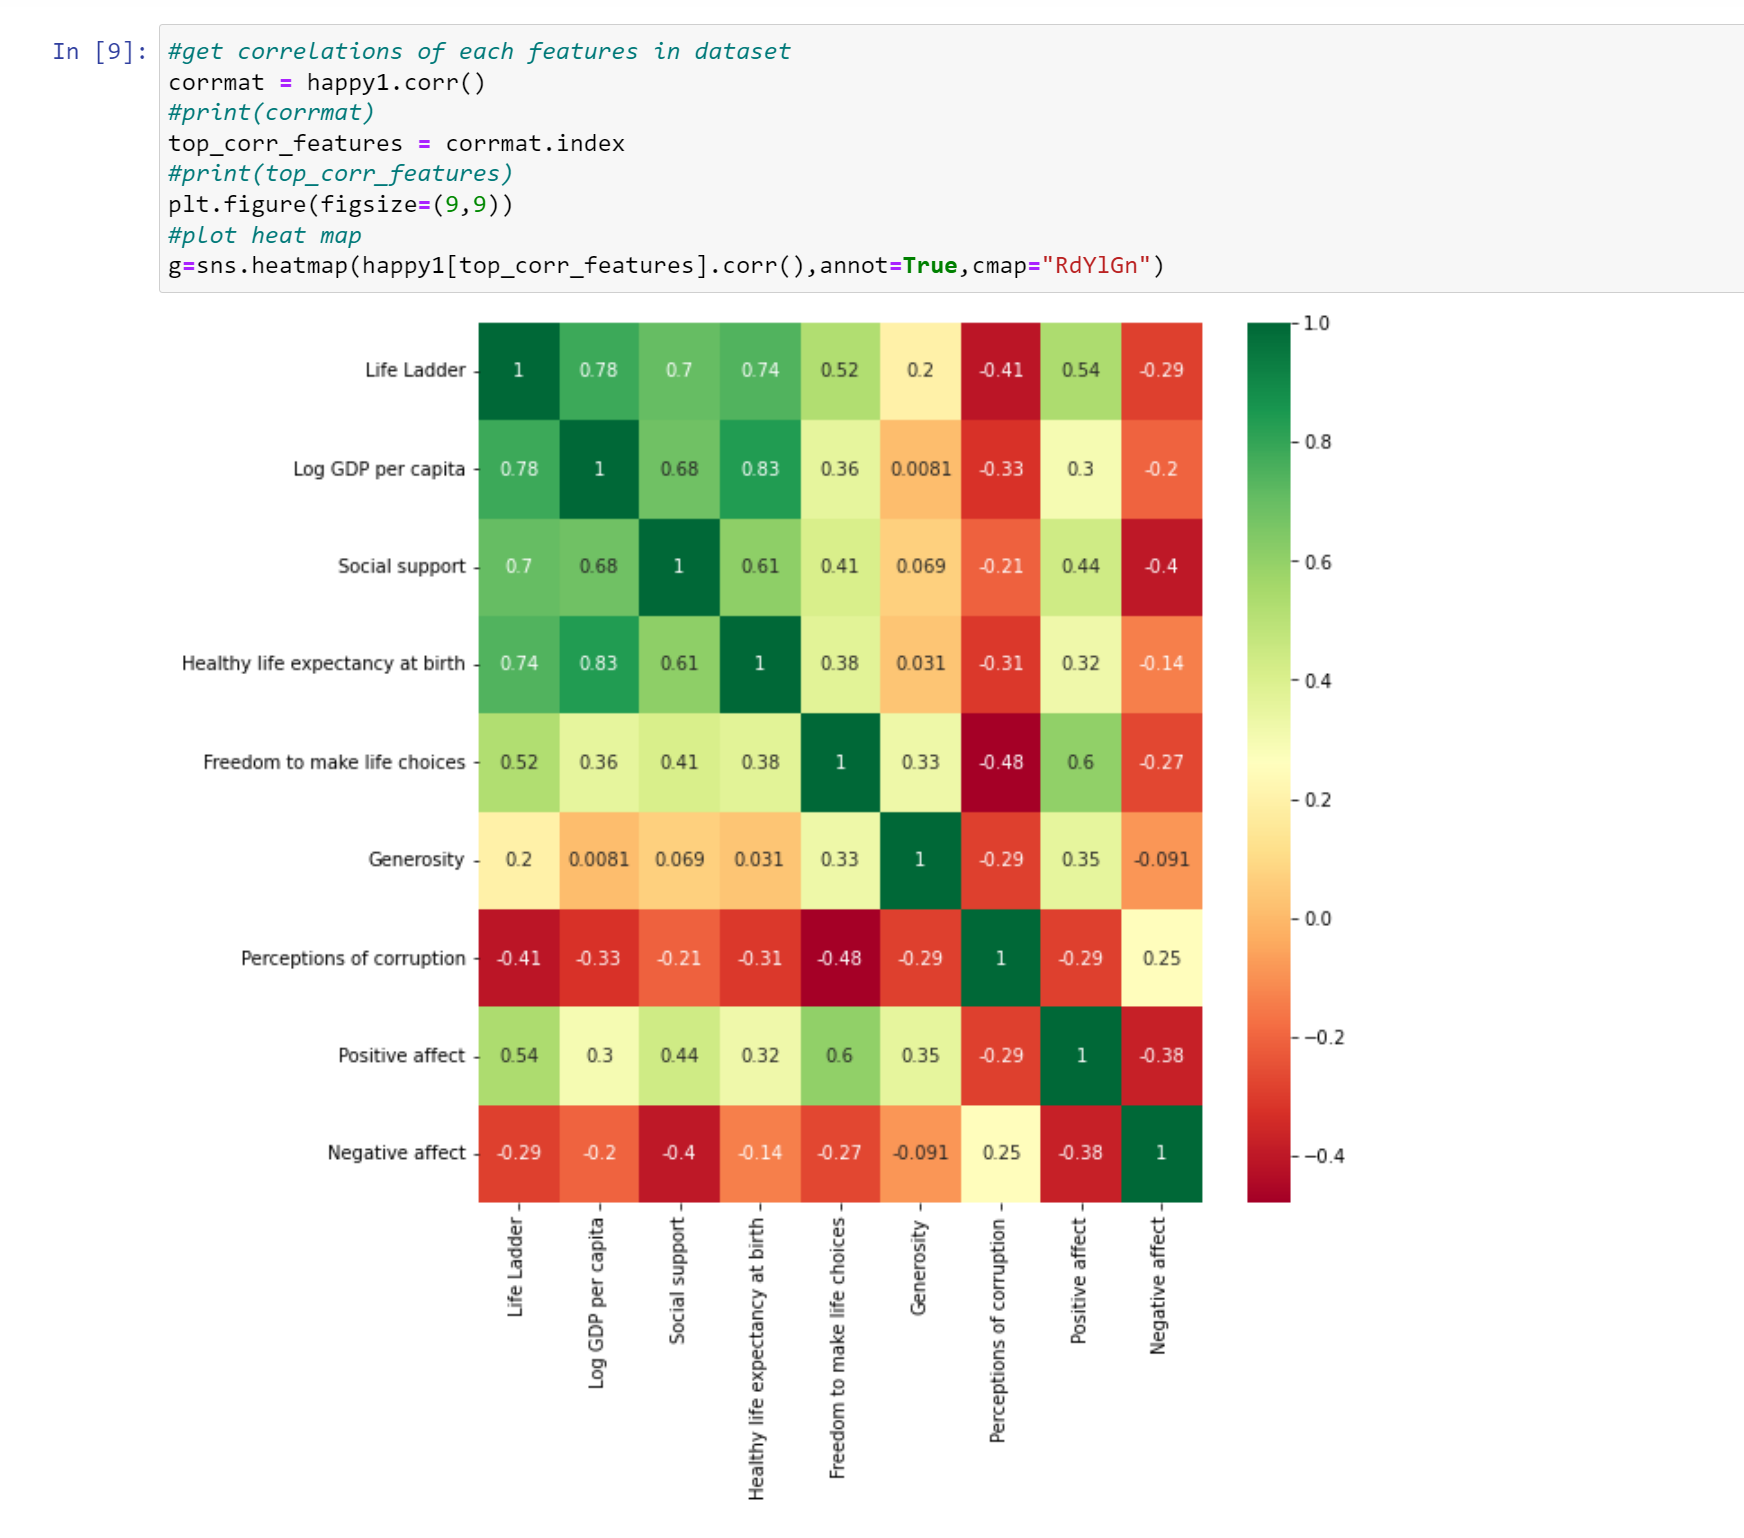 In [9]:
#get correlations of each features in dataset
corrmat = happy1.corr()
#print(corrmat)
top_corr_features = corrmat.index
#print(top_corr_features)
plt.figure(figsize=(9,9))
#plot heat map
g=sns.heatmap(happy1[top_corr_features].corr(),annot=True,cmap="RdYlGn")
Life Ladder 1 0.78 0.7 0.74 0.52 0.2 -0.41 0.54 -0.29
Log GDP per capita 0.78 1 0.68 0.83 0.36 0.0081 -0.33 0.3 -0.2
Social support 0.7 0.68 1 0.61 0.41 0.069 -0.21 0.44 -0.4
Healthy life expectancy at birth 0.74 0.83 0.61 1 0.38 0.031 -0.31 0.32 -0.14
Freedom to make life choices 0.52 0.36 0.41 0.38 1 0.33 -0.48 0.6 -0.27
Generosity 0.2 0.0081 0.069 0.031 0.33 1 -0.29 0.35 -0.091
Perceptions of corruption -0.41 -0.33 -0.21 -0.31 -0.48 -0.29 1 -0.29 0.25
Positive affect 0.54 0.3 0.44 0.32 0.6 0.35 -0.29 1 -0.38
Negative affect -0.29 -0.2 -0.4 -0.14 -0.27 -0.091 0.25 -0.38 1
Life Ladder
Log GDP per capita
Social support
Healthy life expectancy at birth
Freedom to make life choices
Generosity
Perceptions of corruption
Positive affect
Negative affect
1.0
0.8
0.6
0.4
0.2
0.0
−0.2
−0.4